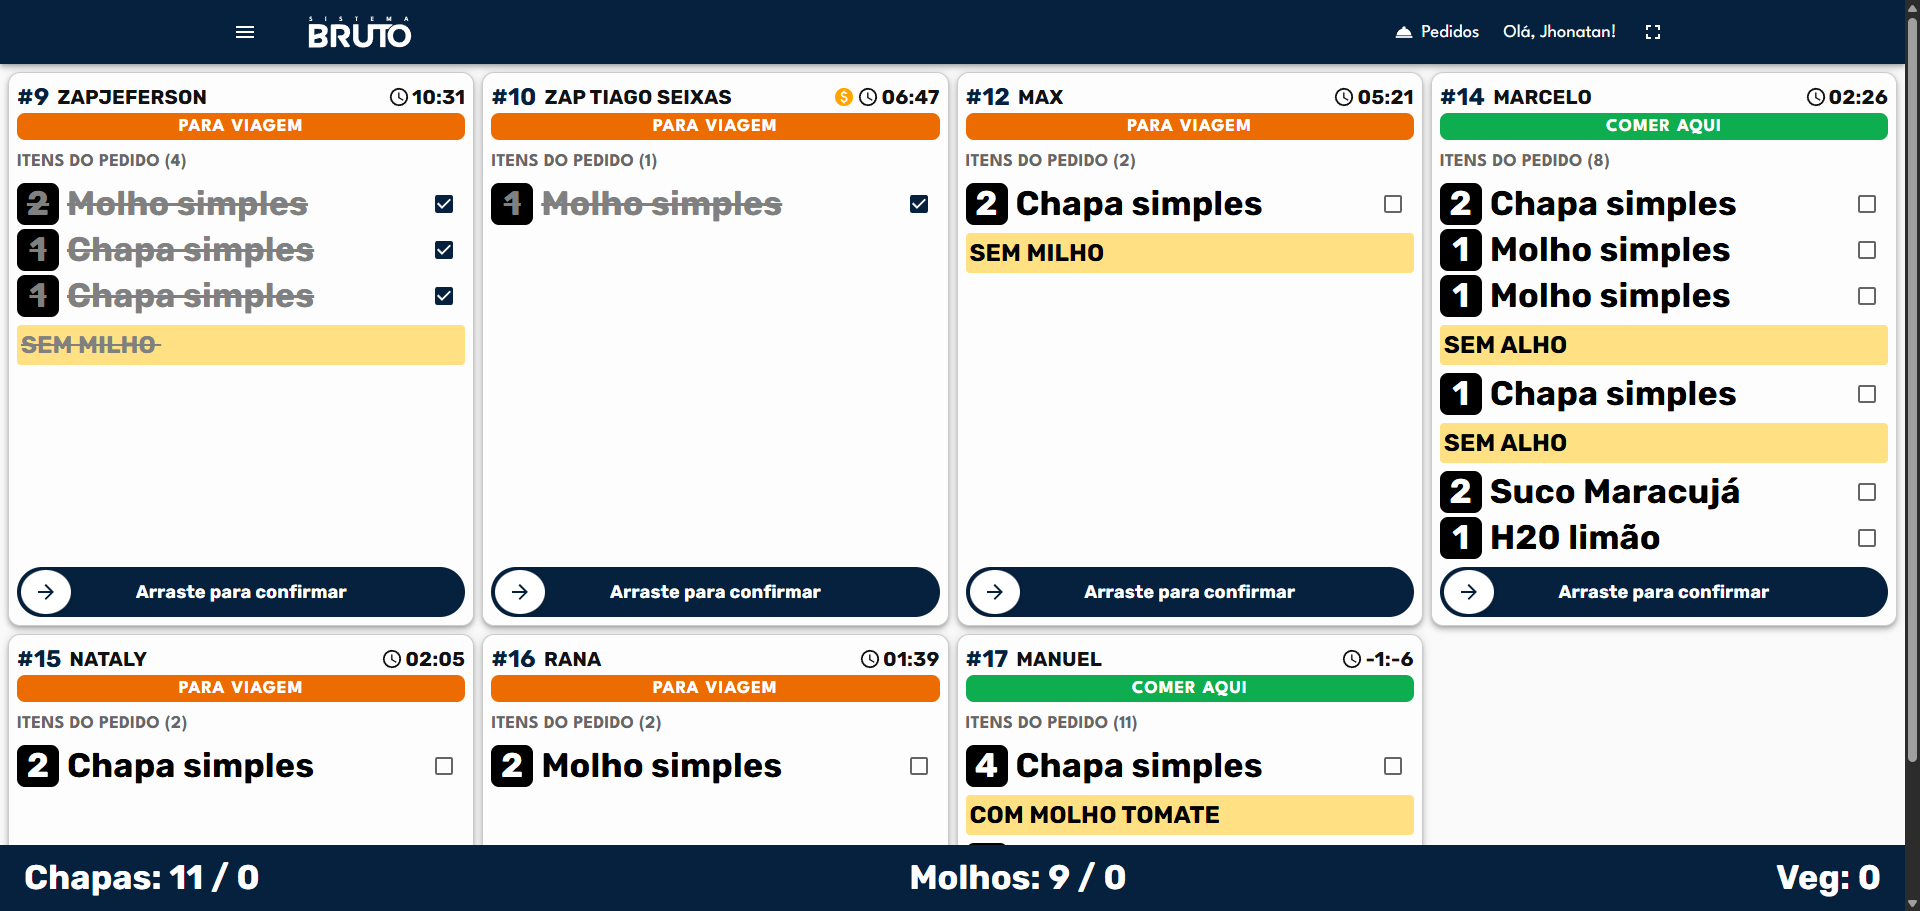 SISTEMA
BRUTO
Pedidos
Olá, Jhonatan!
#9 ZAPJEFERSON 10:31
PARA VIAGEM
ITENS DO PEDIDO (4)
2 Molho simples
1 Chapa simples
1 Chapa simples
SEM MILHO
Arraste para confirmar
#10 ZAP TIAGO SEIXAS $ 06:47
PARA VIAGEM
ITENS DO PEDIDO (1)
1 Molho simples
Arraste para confirmar
#12 MAX 05:21
PARA VIAGEM
ITENS DO PEDIDO (2)
2 Chapa simples
SEM MILHO
Arraste para confirmar
#14 MARCELO 02:26
COMER AQUI
ITENS DO PEDIDO (8)
2 Chapa simples
1 Molho simples
1 Molho simples
SEM ALHO
1 Chapa simples
SEM ALHO
2 Suco Maracujá
1 H20 limão
Arraste para confirmar
#15 NATALY 02:05
PARA VIAGEM
ITENS DO PEDIDO (2)
2 Chapa simples
#16 RANA 01:39
PARA VIAGEM
ITENS DO PEDIDO (2)
2 Molho simples
#17 MANUEL -1:-6
COMER AQUI
ITENS DO PEDIDO (11)
4 Chapa simples
COM MOLHO TOMATE
Chapas: 11 / 0
Molhos: 9 / 0
Veg: 0